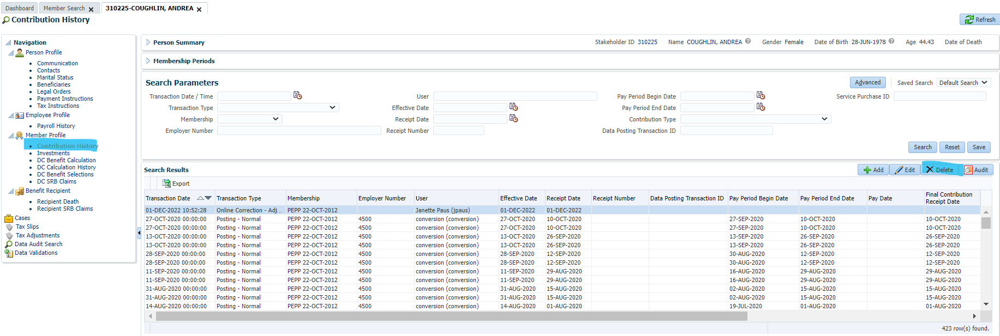 Dashboard Member Search 310225-COUGHLIN, ANDREA
Contribution History
Refresh
Navigation
Person Profile
Communication
Contacts
Marital Status
Beneficiaries
Legal Orders
Payment Instructions
Tax Instructions
Employee Profile
Payroll History
Member Profile
Contribution History
Investments
DC Benefit Calculation
DC Calculation History
DC Benefit Selections
DC SRB Claims
Benefit Recipient
Recipient Death
Recipient SRB Claims
Cases
Tax Slips
Tax Adjustments
Data Audit Search
Data Validations
Person Summary Stakeholder ID 310225 Name COUGHLIN, ANDREA Gender Female Date of Birth 28-JUN-1978 Age 44.43 Date of Death
Membership Periods
Search Parameters Advanced Saved Search Default Search
Transaction Date / Time User Pay Period Begin Date Service Purchase ID
Transaction Type Effective Date Pay Period End Date
Membership Receipt Date Contribution Type
Employer Number Receipt Number Data Posting Transaction ID
Search Reset Save
Search Results Add Edit Delete Audit
Export
Transaction Date Transaction Type Membership Employer Number User Effective Date Receipt Date Receipt Number Data Posting Transaction ID Pay Period Begin Date Pay Period End Date Pay Date Final Contribution Receipt Date
01-DEC-2022 10:52:28 Online Correction - Adj... PEPP 22-OCT-2012 Janette Paus (jpaus) 01-DEC-2022 01-DEC-2022
27-OCT-2020 00:00:00 Posting - Normal PEPP 22-OCT-2012 4500 conversion (conversion) 27-OCT-2020 10-OCT-2020 27-SEP-2020 10-OCT-2020 10-OCT-2020
27-OCT-2020 00:00:00 Posting - Normal PEPP 22-OCT-2012 4500 conversion (conversion) 27-OCT-2020 10-OCT-2020 27-SEP-2020 10-OCT-2020 10-OCT-2020
13-OCT-2020 00:00:00 Posting - Normal PEPP 22-OCT-2012 4500 conversion (conversion) 13-OCT-2020 26-SEP-2020 13-SEP-2020 26-SEP-2020 26-SEP-2020
13-OCT-2020 00:00:00 Posting - Normal PEPP 22-OCT-2012 4500 conversion (conversion) 13-OCT-2020 26-SEP-2020 13-SEP-2020 26-SEP-2020 26-SEP-2020
28-SEP-2020 00:00:00 Posting - Normal PEPP 22-OCT-2012 4500 conversion (conversion) 28-SEP-2020 12-SEP-2020 30-AUG-2020 12-SEP-2020 12-SEP-2020
28-SEP-2020 00:00:00 Posting - Normal PEPP 22-OCT-2012 4500 conversion (conversion) 28-SEP-2020 12-SEP-2020 30-AUG-2020 12-SEP-2020 12-SEP-2020
11-SEP-2020 00:00:00 Posting - Normal PEPP 22-OCT-2012 4500 conversion (conversion) 11-SEP-2020 29-AUG-2020 16-AUG-2020 29-AUG-2020 29-AUG-2020
11-SEP-2020 00:00:00 Posting - Normal PEPP 22-OCT-2012 4500 conversion (conversion) 11-SEP-2020 29-AUG-2020 16-AUG-2020 29-AUG-2020 29-AUG-2020
31-AUG-2020 00:00:00 Posting - Normal PEPP 22-OCT-2012 4500 conversion (conversion) 31-AUG-2020 15-AUG-2020 02-AUG-2020 15-AUG-2020 15-AUG-2020
31-AUG-2020 00:00:00 Posting - Normal PEPP 22-OCT-2012 4500 conversion (conversion) 31-AUG-2020 15-AUG-2020 02-AUG-2020 15-AUG-2020 15-AUG-2020
14-AUG-2020 00:00:00 Posting - Normal PEPP 22-OCT-2012 4500 conversion (conversion) 14-AUG-2020 01-AUG-2020 19-JUL-2020 01-AUG-2020 01-AUG-2020
423 row(s) found.